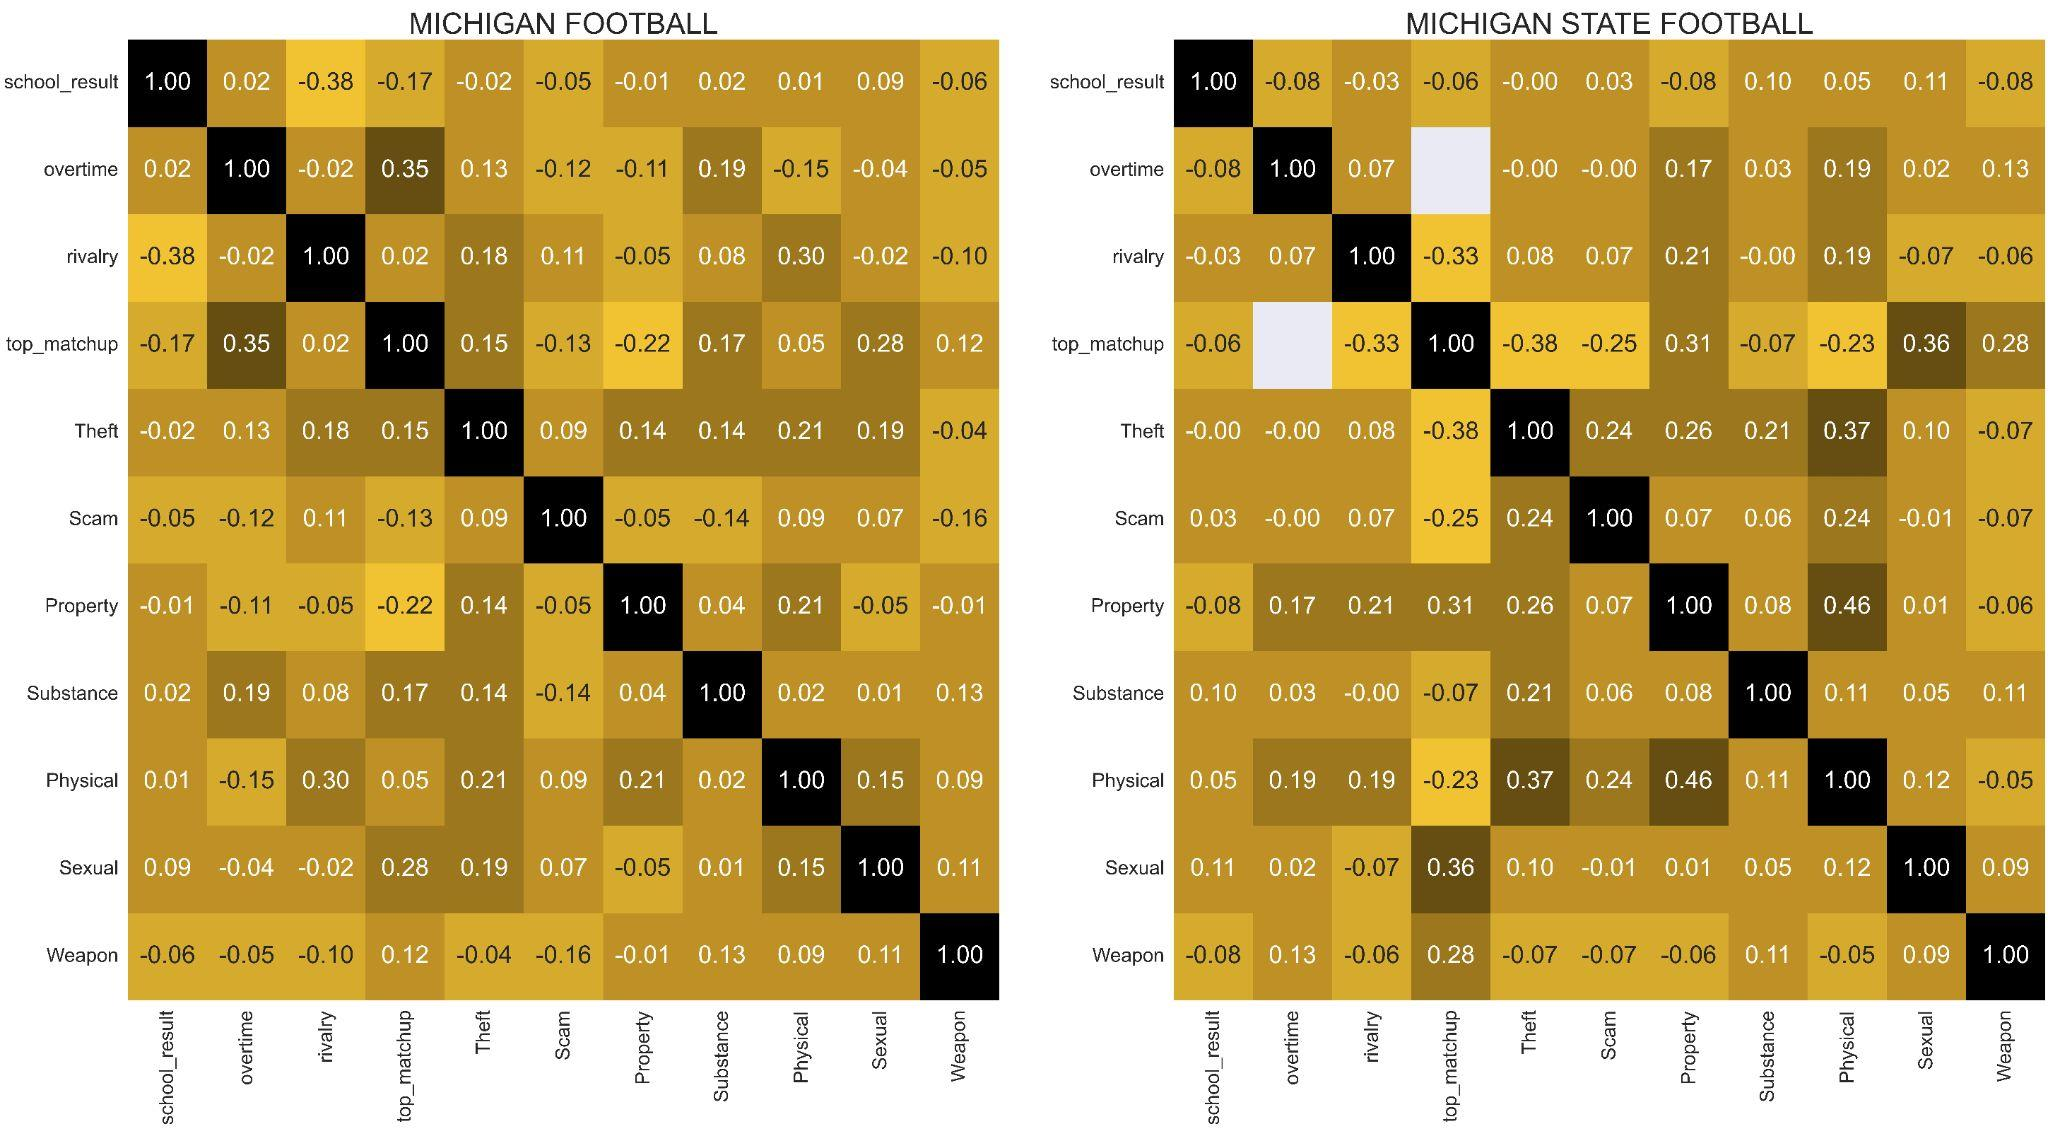 MICHIGAN FOOTBALL
school_result 1.00 0.02 -0.38 -0.17 -0.02 -0.05 -0.01 0.02 0.01 0.09 -0.06
overtime 0.02 1.00 -0.02 0.35 0.13 -0.12 -0.11 0.19 -0.15 -0.04 -0.05
rivalry -0.38 -0.02 1.00 0.02 0.18 0.11 -0.05 0.08 0.30 -0.02 -0.10
top_matchup -0.17 0.35 0.02 1.00 0.15 -0.13 -0.22 0.17 0.05 0.28 0.12
Theft -0.02 0.13 0.18 0.15 1.00 0.09 0.14 0.14 0.21 0.19 -0.04
Scam -0.05 -0.12 0.11 -0.13 0.09 1.00 -0.05 -0.14 0.09 0.07 -0.16
Property -0.01 -0.11 -0.05 -0.22 0.14 -0.05 1.00 0.04 0.21 -0.05 -0.01
Substance 0.02 0.19 0.08 0.17 0.14 -0.14 0.04 1.00 0.02 0.01 0.13
Physical 0.01 -0.15 0.30 0.05 0.21 0.09 0.21 0.02 1.00 0.15 0.09
Sexual 0.09 -0.04 -0.02 0.28 0.19 0.07 -0.05 0.01 0.15 1.00 0.11
Weapon -0.06 -0.05 -0.10 0.12 -0.04 -0.16 -0.01 0.13 0.09 0.11 1.00
school_result overtime rivalry top_matchup Theft Scam Property Substance Physical Sexual Weapon
MICHIGAN STATE FOOTBALL
school_result 1.00 -0.08 -0.03 -0.06 -0.00 0.03 -0.08 0.10 0.05 0.11 -0.08
overtime -0.08 1.00 0.07 -0.00 -0.00 0.17 0.03 0.19 0.02 0.13
rivalry -0.03 0.07 1.00 -0.33 0.08 0.07 0.21 -0.00 0.19 -0.07 -0.06
top_matchup -0.06 -0.33 1.00 -0.38 -0.25 0.31 -0.07 -0.23 0.36 0.28
Theft -0.00 -0.00 0.08 -0.38 1.00 0.24 0.26 0.21 0.37 0.10 -0.07
Scam 0.03 -0.00 0.07 -0.25 0.24 1.00 0.07 0.06 0.24 -0.01 -0.07
Property -0.08 0.17 0.21 0.31 0.26 0.07 1.00 0.08 0.46 0.01 -0.06
Substance 0.10 0.03 -0.00 -0.07 0.21 0.06 0.08 1.00 0.11 0.05 0.11
Physical 0.05 0.19 0.19 -0.23 0.37 0.24 0.46 0.11 1.00 0.12 -0.05
Sexual 0.11 0.02 -0.07 0.36 0.10 -0.01 0.01 0.05 0.12 1.00 0.09
Weapon -0.08 0.13 -0.06 0.28 -0.07 -0.07 -0.06 0.11 -0.05 0.09 1.00
school_result overtime rivalry top_matchup Theft Scam Property Substance Physical Sexual Weapon